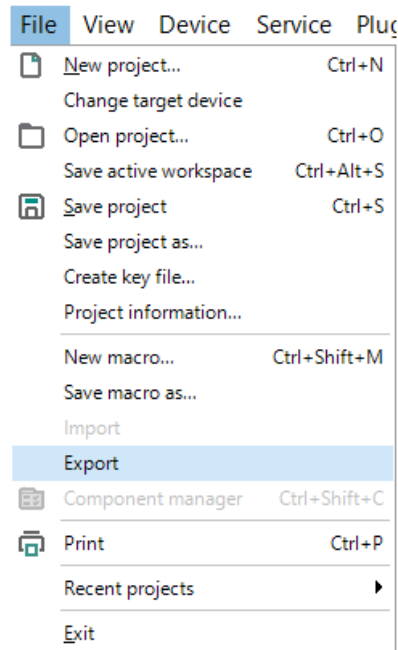 File View Device Service Plug
New project... Ctrl+N
Change target device
Open project... Ctrl+O
Save active workspace Ctrl+Alt+S
Save project Ctrl+S
Save project as...
Create key file...
Project information...
New macro... Ctrl+Shift+M
Save macro as...
Import
Export
Component manager Ctrl+Shift+C
Print Ctrl+P
Recent projects
Exit